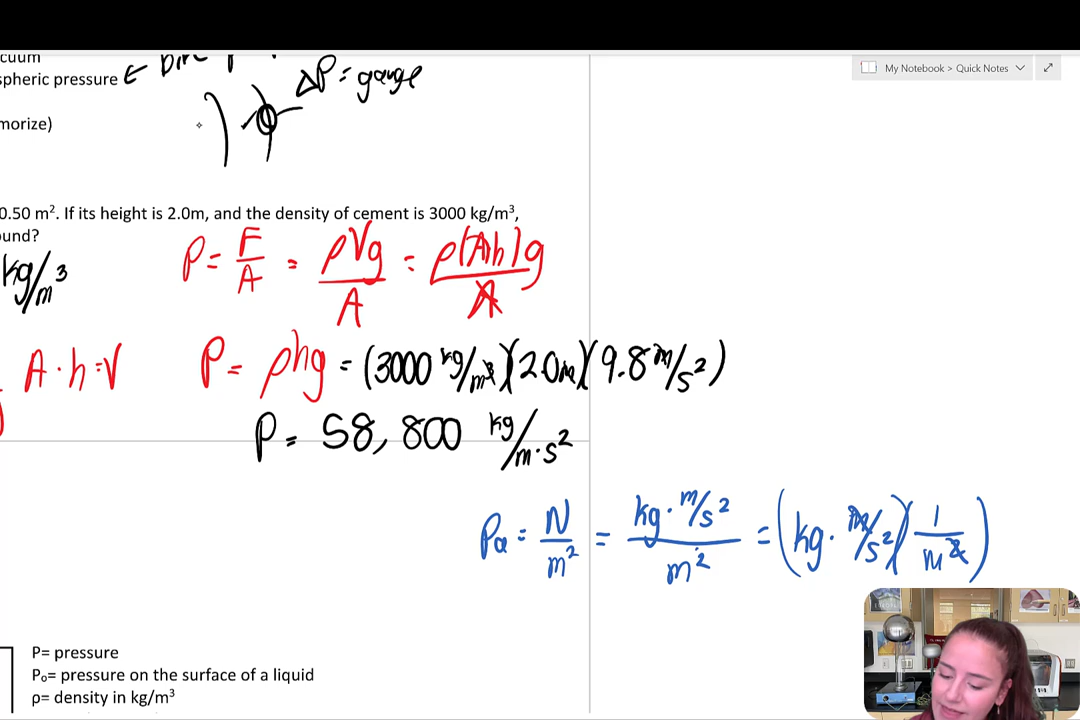 cuum
spheric pressure ←
ΔP = gauge
My Notebook > Quick Notes
morize)
0.50 m². If its height is 2.0m, and the density of cement is 3000 kg/m³,
und?
kg/m³
P = F/A = ρVg/A = ρ(A·h)g/A
A·h=V
P = ρhg = (3000 kg/m³)(2.0m)(9.8 m/s²)
P = 58,800 kg/m·s²
Pa = N/m² = kg·m/s²/m² = (kg·m/s²)(1/m²)
P= pressure
P₀= pressure on the surface of a liquid
ρ= density in kg/m³